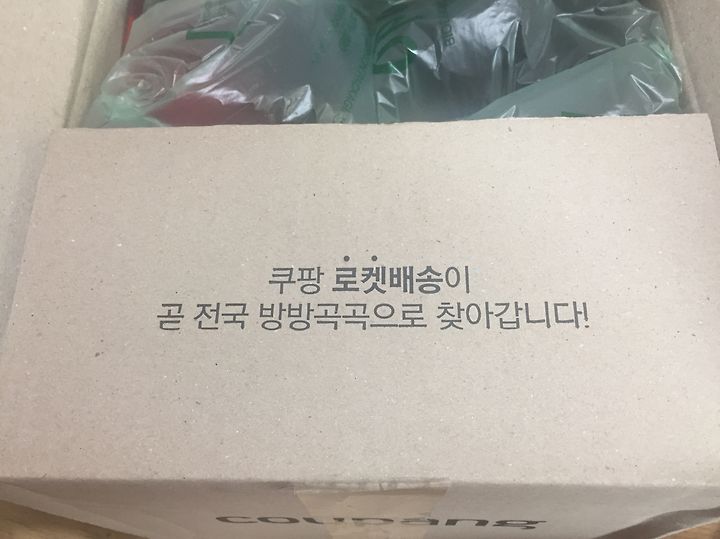 쿠팡 로켓배송이
곧 전국 방방곡곡으로 찾아갑니다!
coupang